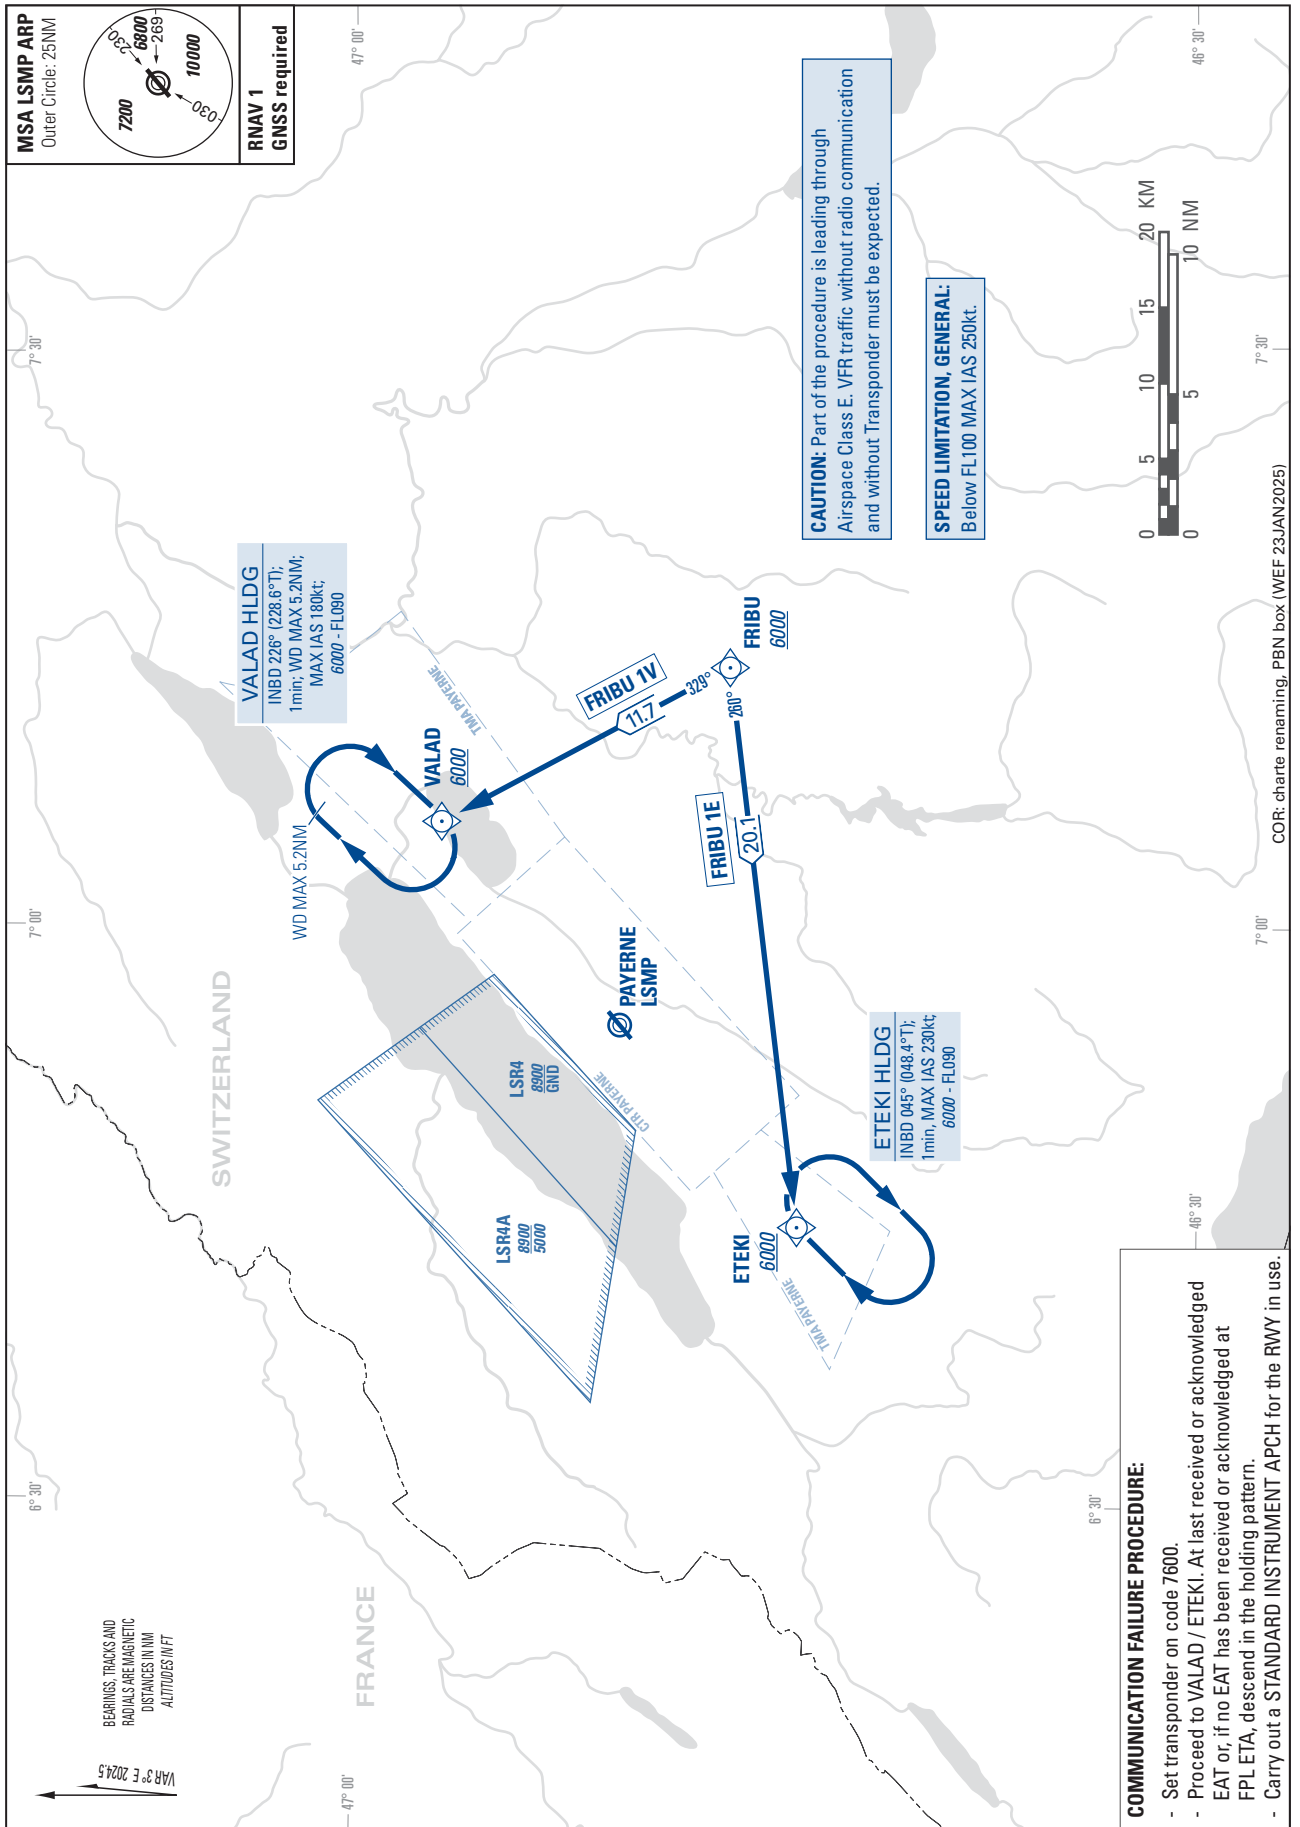 BEARINGS, TRACKS AND
RADIALS ARE MAGNETIC
DISTANCES IN NM
ALTITUDES IN FT
VAR 3° E 2024.5
MSA LSMP ARP
Outer Circle: 25NM
7200
230
6800
269
10000
030
RNAV 1
GNSS required
6° 30'
7° 00'
7° 30'
47° 00'
47° 00'
SWITZERLAND
FRANCE
VALAD HLDG
INBD 226° (228.6°T);
1min; WD MAX 5.2NM;
MAX IAS 180kt;
6000 - FL090
WD MAX 5.2NM
VALAD
6000
TMA PAYERNE
LSR4A
8900
5000
LSR4
8900
GND
CTR PAYERNE
PAYERNE
LSMP
FRIBU 1V
11.7
329°
FRIBU
6000
260°
FRIBU 1E
20.1
ETEKI
6000
TMA PAYERNE
ETEKI HLDG
INBD 045° (048.4°T);
1min, MAX IAS 230kt;
6000 - FL090
CAUTION: Part of the procedure is leading through
Airspace Class E. VFR traffic without radio communication
and without Transponder must be expected.
SPEED LIMITATION, GENERAL:
Below FL100 MAX IAS 250kt.
0 5 10 15 20 KM
0 5 10 NM
6° 30'
46° 30'
7° 00'
7° 30'
46° 30'
COMMUNICATION FAILURE PROCEDURE:
- Set transponder on code 7600.
- Proceed to VALAD / ETEKI. At last received or acknowledged
EAT or, if no EAT has been received or acknowledged at
FPL ETA, descend in the holding pattern.
- Carry out a STANDARD INSTRUMENT APCH for the RWY in use.
COR: charte renaming, PBN box (WEF 23JAN2025)